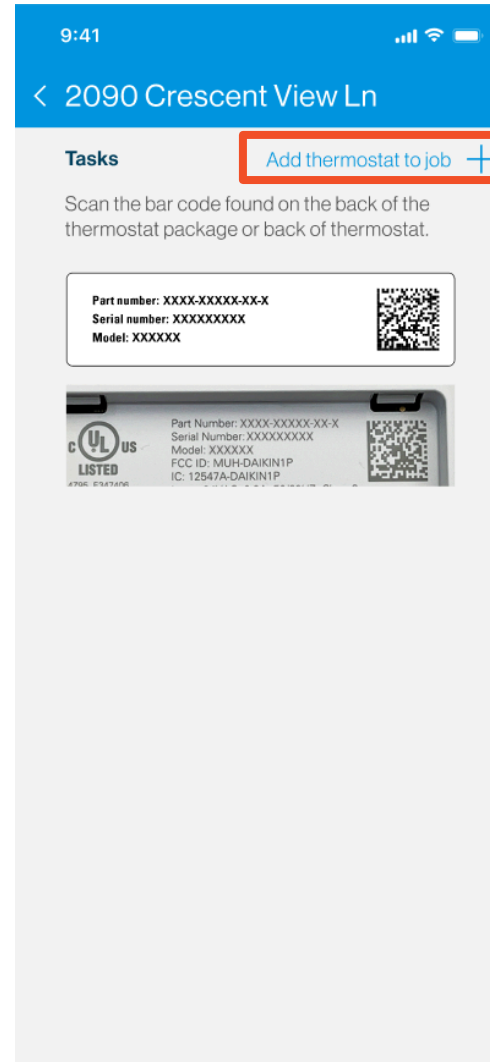 9:41
2090 Crescent View Ln
Tasks
Add thermostat to job
Scan the bar code found on the back of the
thermostat package or back of thermostat.
Part number: XXXX-XXXXX-XX-X
Serial number: XXXXXXXXX
Model: XXXXXX
Part Number: XXXX-XXXXX-XX-X
Serial Number: XXXXXXXXX
Model: XXXXXX
FCC ID: MUH-DAIKIN1P
IC: 12547A-DAIKIN1P
C UL US
LISTED